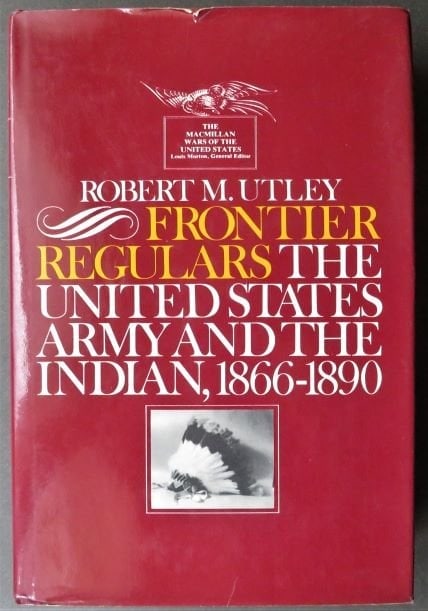 THE
MACMILLAN
WARS OF THE
UNITED STATES
Louis Morton, General Editor
ROBERT M. UTLEY
FRONTIER
REGULARS THE
UNITED STATES
ARMY AND THE
INDIAN, 1866-1890